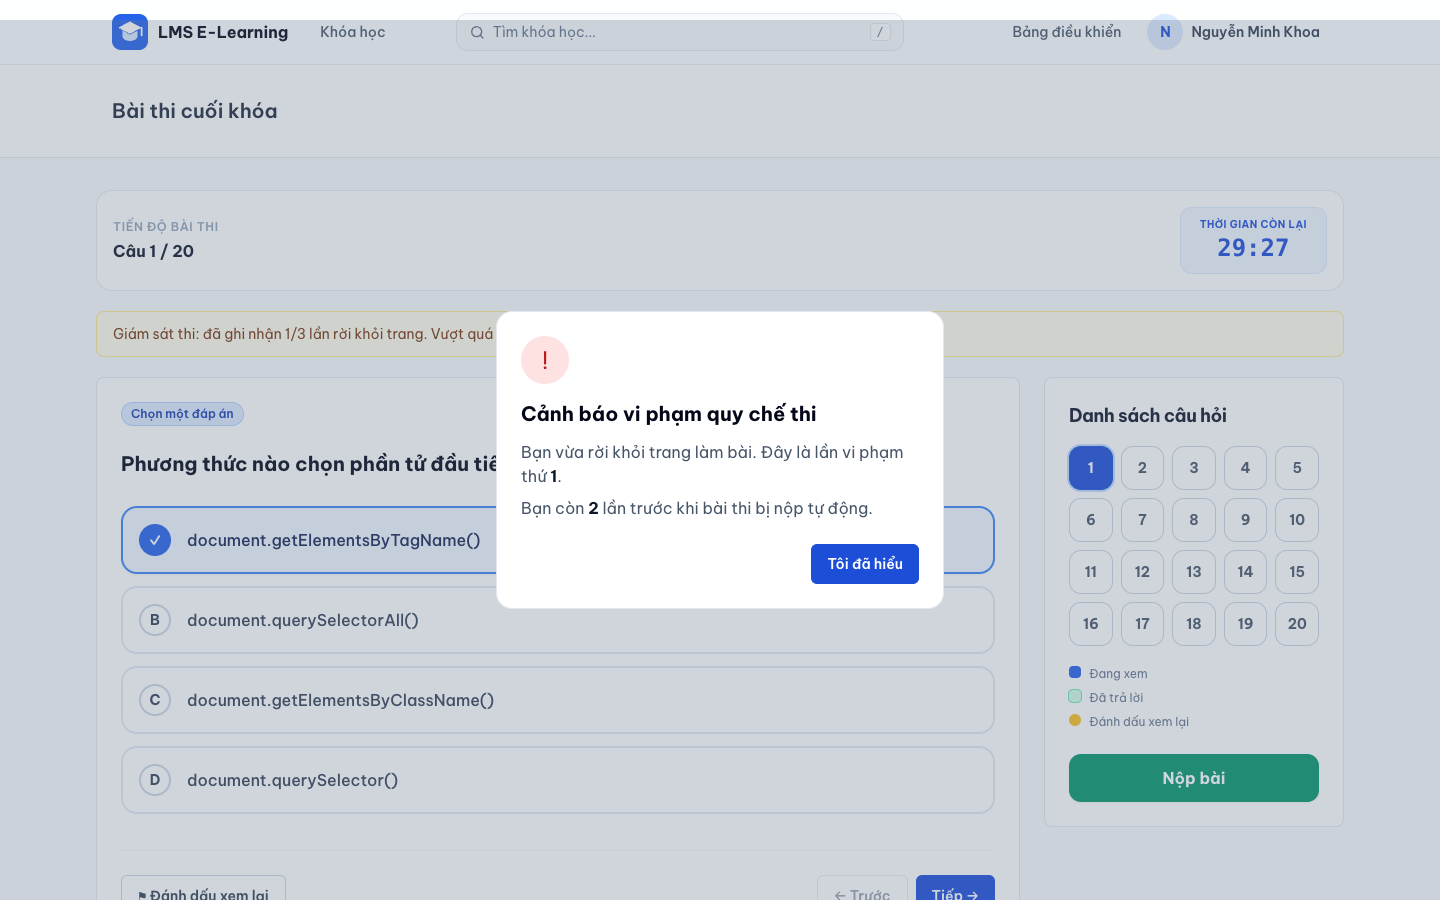 LMS E-Learning
Khóa học
Tìm khóa học...
/
Bảng điều khiển
N
Nguyễn Minh Khoa
Bài thi cuối khóa
TIẾN ĐỘ BÀI THI
Câu 1 / 20
THỜI GIAN CÒN LẠI
29:27
Giám sát thi: đã ghi nhận 1/3 lần rời khỏi trang. Vượt quá
!
Cảnh báo vi phạm quy chế thi
Bạn vừa rời khỏi trang làm bài. Đây là lần vi phạm
thứ 1.
Bạn còn 2 lần trước khi bài thi bị nộp tự động.
Tôi đã hiểu
Chọn một đáp án
Phương thức nào chọn phần tử đầu
document.getElementsByTagName()
B document.querySelectorAll()
C document.getElementsByClassName()
D document.querySelector()
Đánh dấu xem lại
← Trước
Tiếp →
Danh sách câu hỏi
1 2 3 4 5
6 7 8 9 10
11 12 13 14 15
16 17 18 19 20
Đang xem
Đã trả lời
Đánh dấu xem lại
Nộp bài